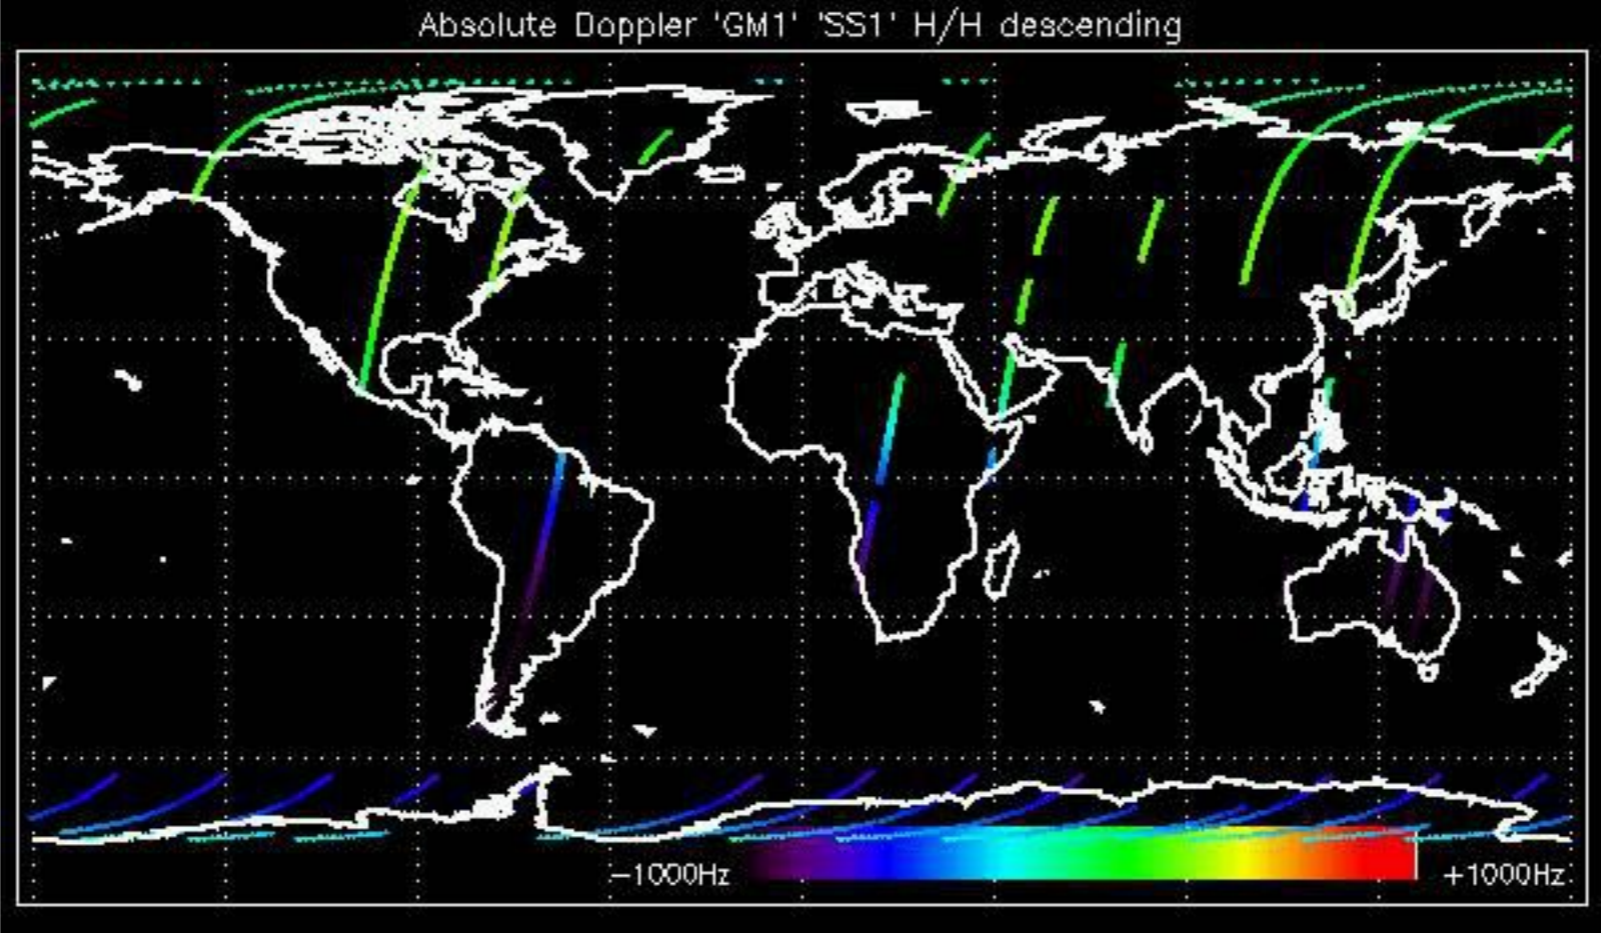 Absolute Doppler 'GM1' 'SS1' H/H descending
−1000Hz
+1000Hz